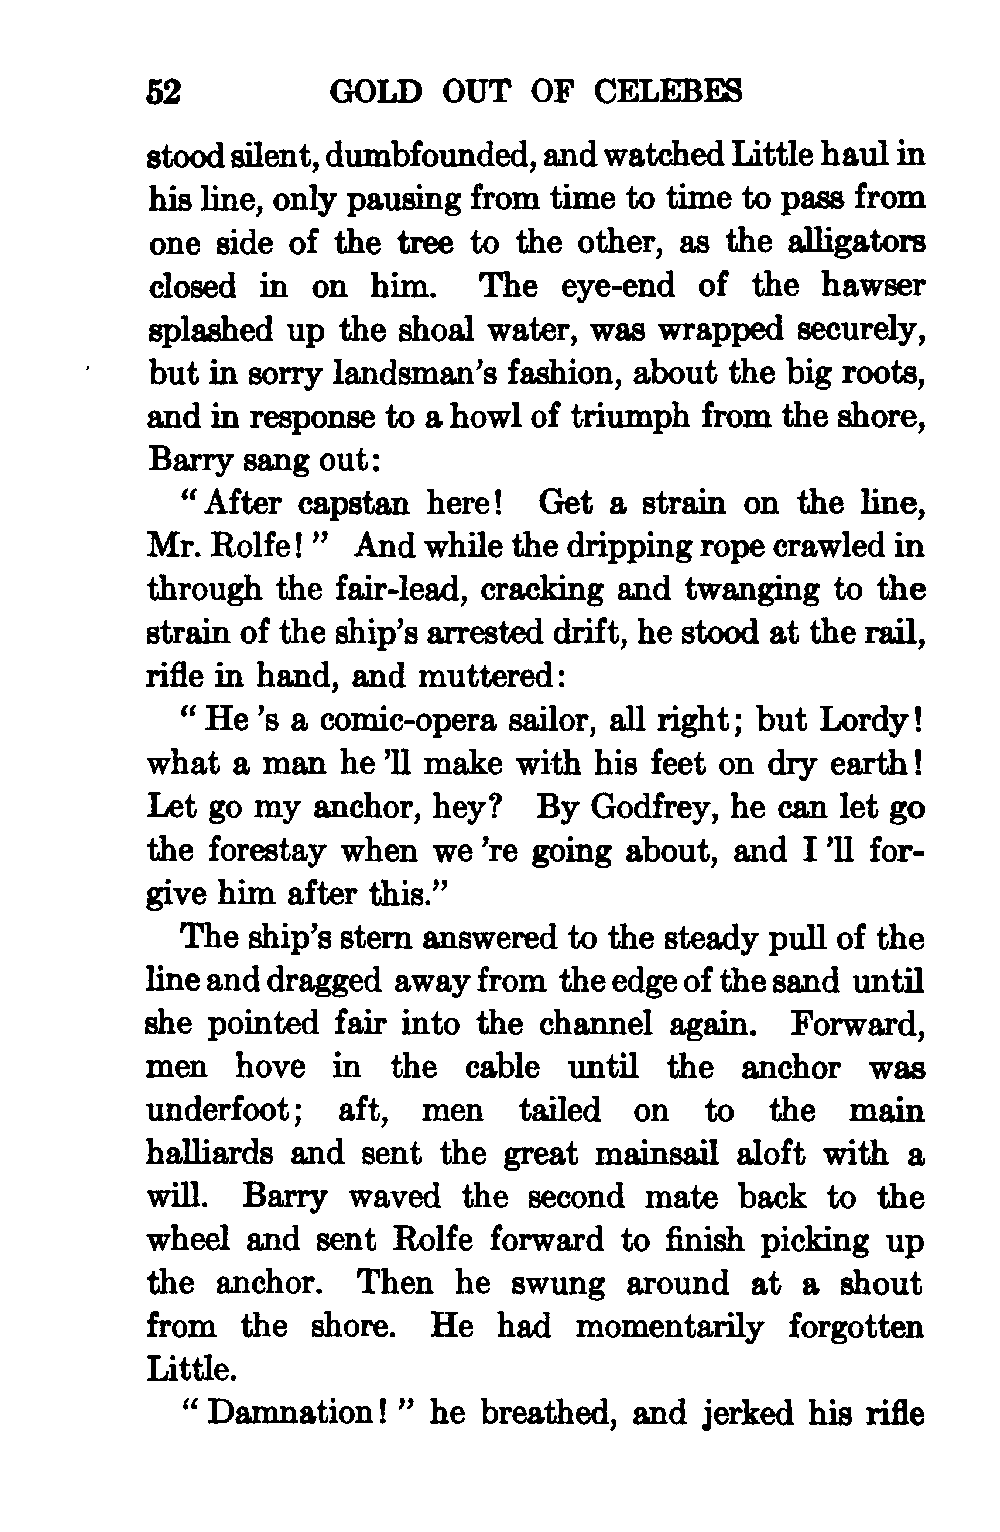 52 GOLD OUT OF CELEBES
stood silent, dumbfounded, and watched Little haul in
his line, only pausing from time to time to pass from
one side of the tree to the other, as the alligators
closed in on him. The eye-end of the hawser
splashed up the shoal water, was wrapped securely,
but in sorry landsman's fashion, about the big roots,
and in response to a howl of triumph from the shore,
Barry sang out:
" After capstan here! Get a strain on the line,
Mr. Rolfe! " And while the dripping rope crawled in
through the fair-lead, cracking and twanging to the
strain of the ship's arrested drift, he stood at the rail,
rifle in hand, and muttered:
" He 's a comic-opera sailor, all right; but Lordy!
what a man he 'll make with his feet on dry earth!
Let go my anchor, hey? By Godfrey, he can let go
the forestay when we 're going about, and I 'll for-
give him after this."
The ship's stern answered to the steady pull of the
line and dragged away from the edge of the sand until
she pointed fair into the channel again. Forward,
men hove in the cable until the anchor was
underfoot; aft, men tailed on to the main
halliards and sent the great mainsail aloft with a
will. Barry waved the second mate back to the
wheel and sent Rolfe forward to finish picking up
the anchor. Then he swung around at a shout
from the shore. He had momentarily forgotten
Little.
" Damnation! " he breathed, and jerked his rifle